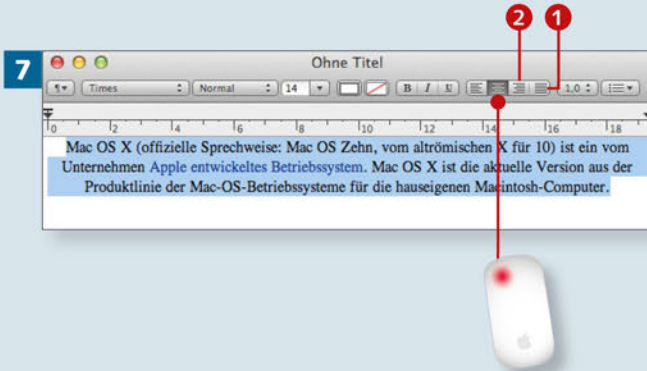 2 1
7
Ohne Titel
¶ Times Normal 14 B I U 1,0
0 2 4 6 8 10 12 14 16 18
Mac OS X (offizielle Sprechweise: Mac OS Zehn, vom altrömischen X für 10) ist ein vom
Unternehmen Apple entwickeltes Betriebssystem. Mac OS X ist die aktuelle Version aus der
Produktlinie der Mac-OS-Betriebssysteme für die hauseigenen Macintosh-Computer.